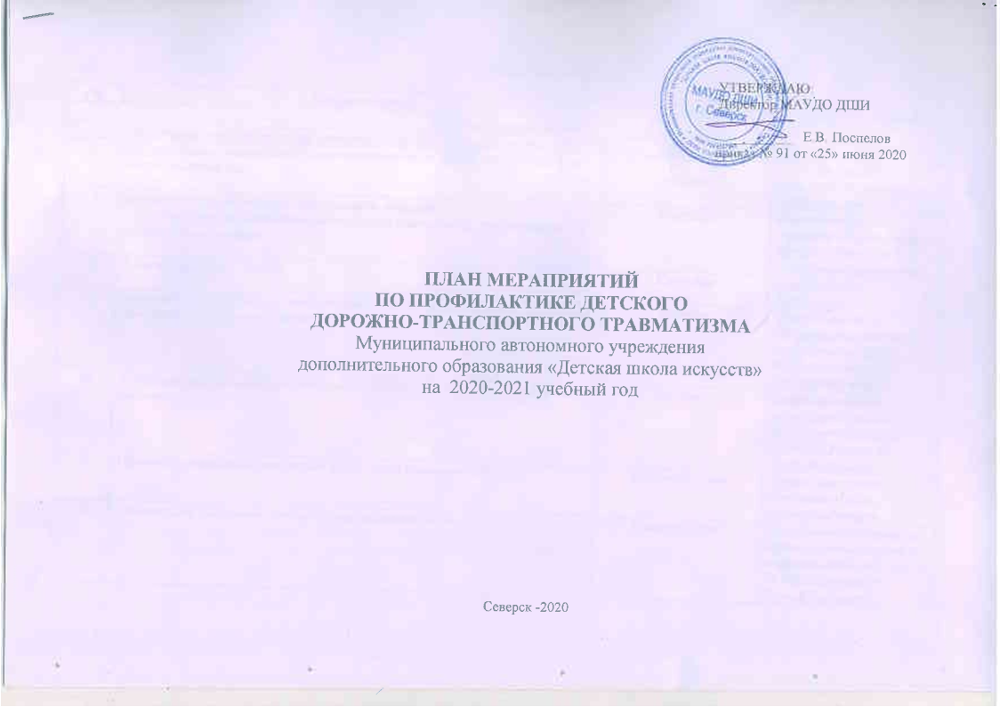 УТВЕРЖДАЮ:
Директор МАУДО ДШИ
Е.В. Поспелов
приказ № 91 от «25» июня 2020
МАУДО ДШИ
г. Северск
ПЛАН МЕРАПРИЯТИЙ
ПО ПРОФИЛАКТИКЕ ДЕТСКОГО
ДОРОЖНО-ТРАНСПОРТНОГО ТРАВМАТИЗМА
Муниципального автономного учреждения
дополнительного образования «Детская школа искусств»
на 2020-2021 учебный год
Северск -2020